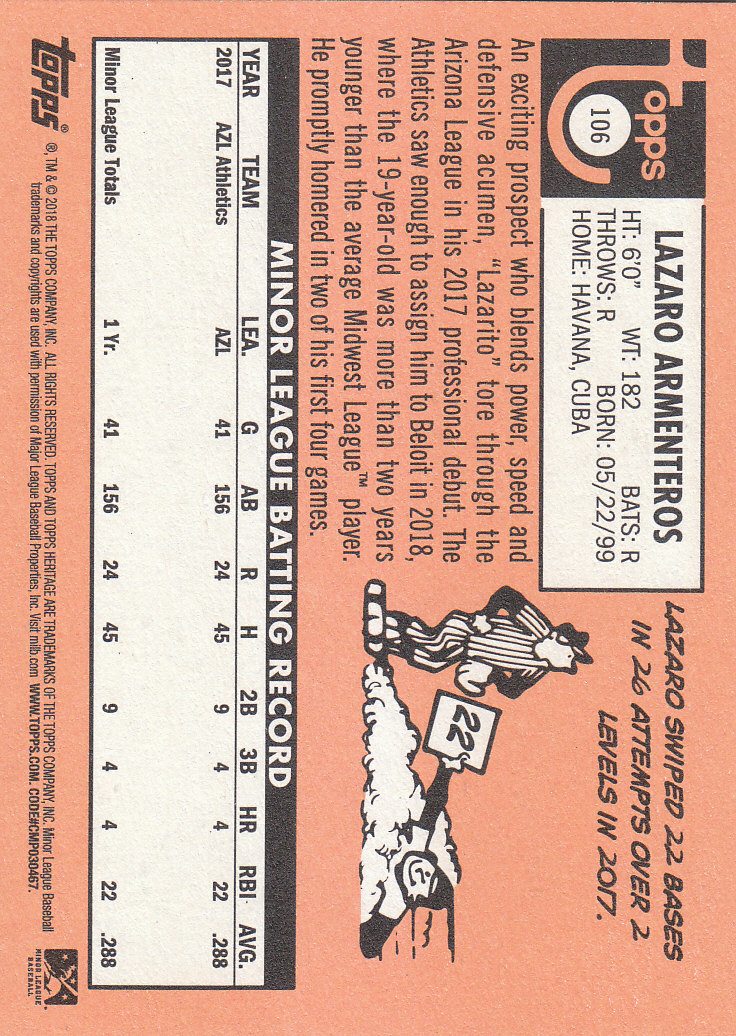 Topps
106
LAZARO ARMENTEROS
HT: 6'0" WT: 182 BATS: R
THROWS: R BORN: 05/22/99
HOME: HAVANA, CUBA
An exciting prospect who blends power, speed and
defensive acumen, "Lazarito" tore through the
Arizona League in his 2017 professional debut. The
Athletics saw enough to assign him to Beloit in 2018,
where the 19-year-old was more than two years
younger than the average Midwest League™ player.
He promptly homered in two of his first four games.
LAZARO SWIPED 22 BASES
IN 26 ATTEMPTS OVER 2
LEVELS IN 2017.
22
MINOR LEAGUE BATTING RECORD
YEAR TEAM LEA. G AB R H 2B 3B HR RBI AVG.
2017 AZL Athletics AZL 41 156 24 45 9 4 4 22 .288
Minor League Totals 1 Yr. 41 156 24 45 9 4 4 22 .288
topps®
®, TM & © 2018 THE TOPPS COMPANY, INC. ALL RIGHTS RESERVED. TOPPS AND TOPPS HERITAGE ARE TRADEMARKS OF THE TOPPS COMPANY, INC. Minor League Baseball
trademarks and copyrights are used with permission of Major League Baseball Properties, Inc. Visit milb.com WWW.TOPPS.COM. CODE#CMP030467.
MINOR LEAGUE
BASEBALL